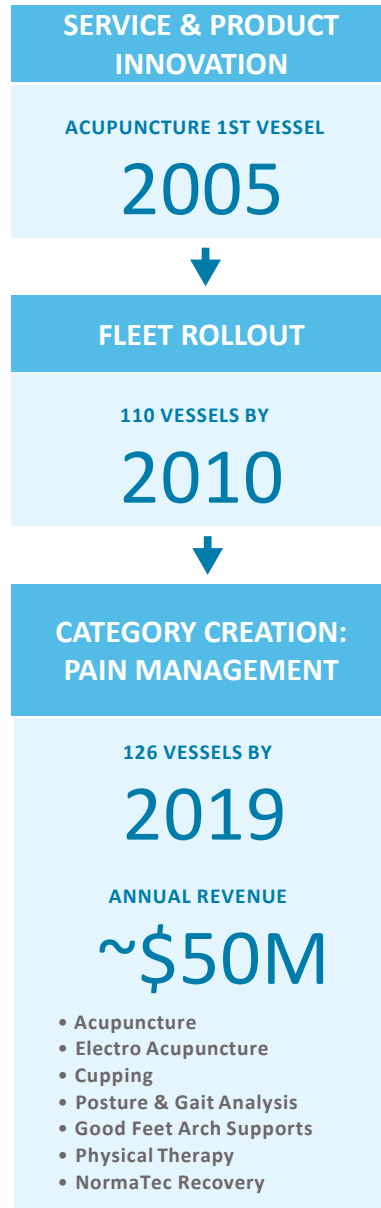 SERVICE & PRODUCT
INNOVATION
ACUPUNCTURE 1ST VESSEL
2005
FLEET ROLLOUT
110 VESSELS BY
2010
CATEGORY CREATION:
PAIN MANAGEMENT
126 VESSELS BY
2019
ANNUAL REVENUE
~$50M
• Acupuncture
• Electro Acupuncture
• Cupping
• Posture & Gait Analysis
• Good Feet Arch Supports
• Physical Therapy
• NormaTec Recovery